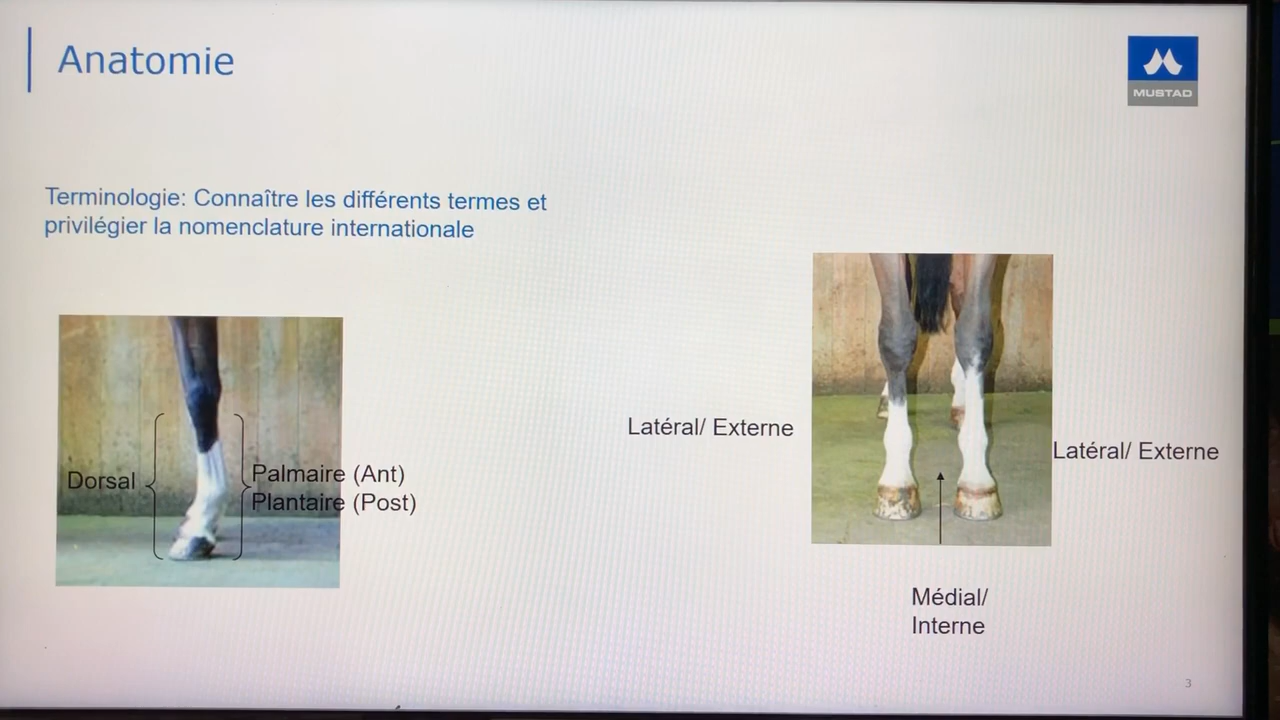 Anatomie
MUSTAD
Terminologie: Connaître les différents termes et
privilégier la nomenclature internationale
Dorsal
Palmaire (Ant)
Plantaire (Post)
Latéral/ Externe
Latéral/ Externe
Médial/
Interne
3